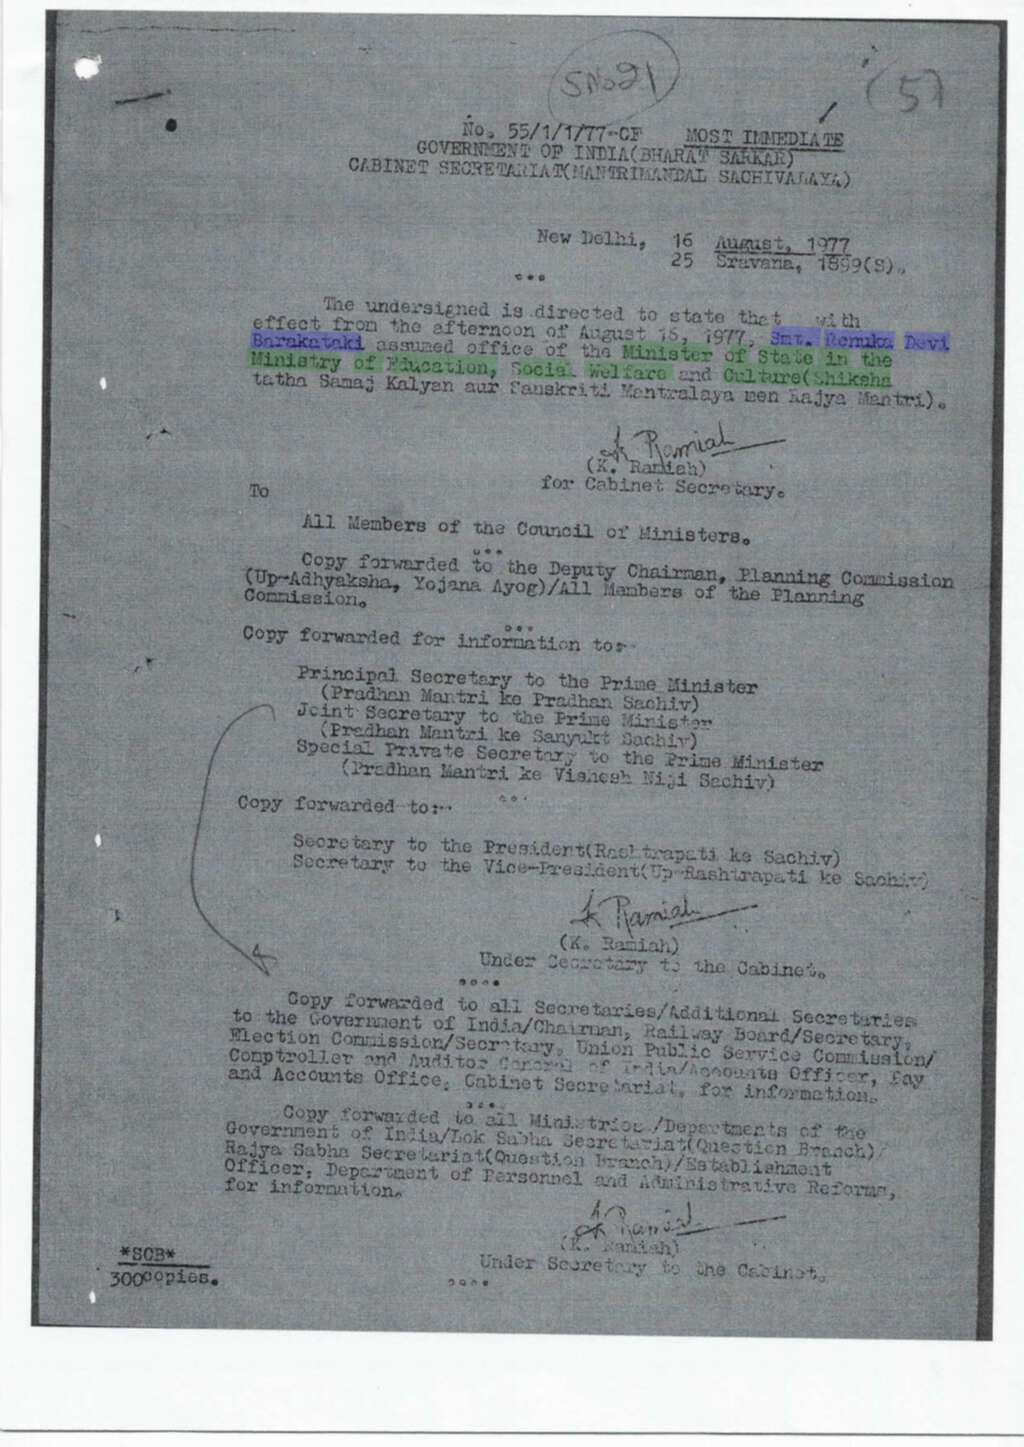 SNo21
(5)
No. 55/1/1/77-CF MOST IMMEDIATE
GOVERNMENT OF INDIA(BHARAT SARKAR)
CABINET SECRETARIAT(MANTRIMANDAL SACHIVALAYA)
New Delhi, 16 August, 1977
25 Sravana, 1899(S).
The undersigned is directed to state that with
effect from the afternoon of August 16, 1977, Smt. Renuka Devi
Barakataki assumed office of the Minister of State in the
Ministry of Education, Social Welfare and Culture(Shiksha
tatha Samaj Kalyan aur Sanskriti Mantralaya men Rajya Mantri).
K Ramiah
(K. Ramiah)
for Cabinet Secretary.
To
All Members of the Council of Ministers.
Copy forwarded to the Deputy Chairman, Planning Commission
(Up-Adhyaksha, Yojana Ayog)/All Members of the Planning
Commission.
Copy forwarded for information to:-
Principal Secretary to the Prime Minister
(Pradhan Mantri ke Pradhan Sachiv)
Joint Secretary to the Prime Minister
(Pradhan Mantri ke Sanyukt Sachiv)
Special Private Secretary to the Prime Minister
(Pradhan Mantri ke Vishesh Niji Sachiv)
Copy forwarded to:-
Secretary to the President(Rashtrapati ke Sachiv)
Secretary to the Vice-President(Up-Rashtrapati ke Sachiv)
K Ramiah
(K. Ramiah)
Under Secretary to the Cabinet.
Copy forwarded to all Secretaries/Additional Secretaries
to the Government of India/Chairman, Railway Board/Secretary,
Election Commission/Secretary, Union Public Service Commission/
Comptroller and Auditor General of India/Accounts Officer, Pay
and Accounts Office, Cabinet Secretariat, for information.
Copy forwarded to all Ministries/Departments of the
Government of India/Lok Sabha Secretariat(Question Branch)/
Rajya Sabha Secretariat(Question Branch)/Establishment
Officer, Department of Personnel and Administrative Reforms,
for information.
K Ramiah
(K. Ramiah)
Under Secretary to the Cabinet.
*SCB*
300copies.